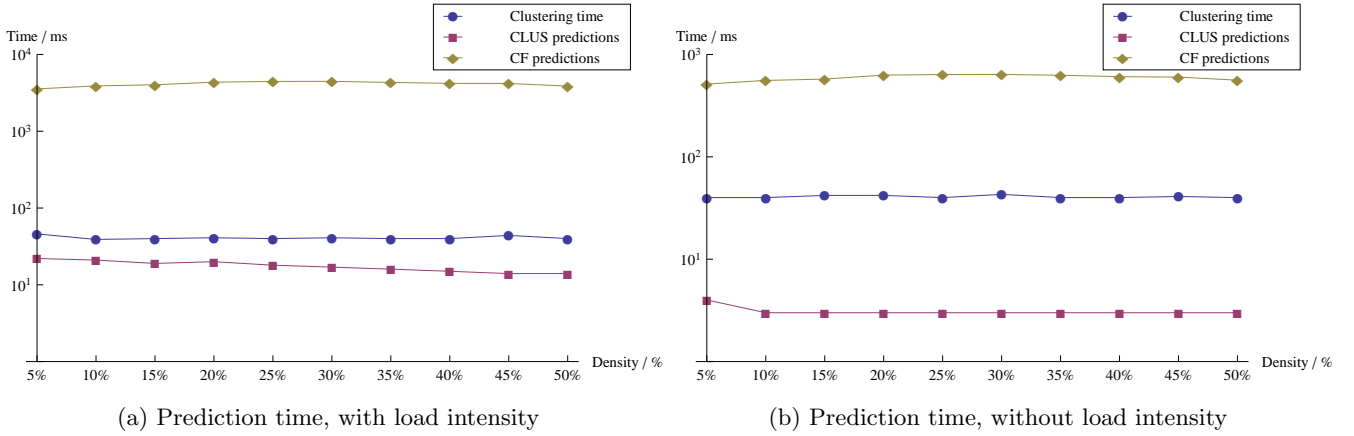 Clustering time
CLUS predictions
CF predictions
Time / ms
10^4
10^3
10^2
10^1
5% 10% 15% 20% 25% 30% 35% 40% 45% 50%
Density / %
(a) Prediction time, with load intensity
Clustering time
CLUS predictions
CF predictions
Time / ms
10^3
10^2
10^1
5% 10% 15% 20% 25% 30% 35% 40% 45% 50%
Density / %
(b) Prediction time, without load intensity